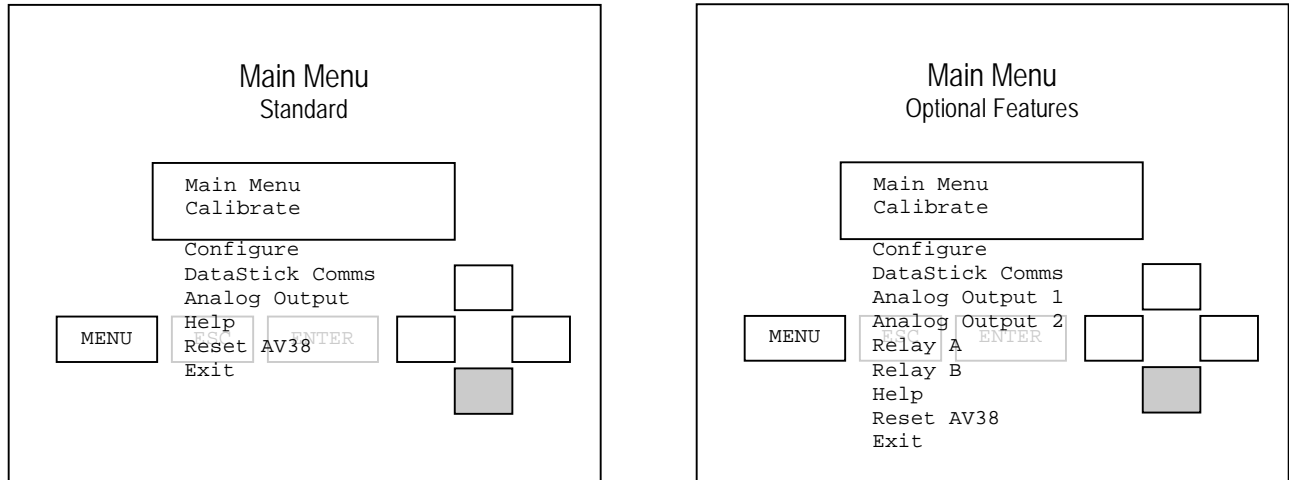 Main Menu
Standard
Main Menu
Calibrate
Configure
DataStick Comms
Analog Output
Help
Reset AV38
Exit
MENU
ESC
ENTER
Main Menu
Optional Features
Main Menu
Calibrate
Configure
DataStick Comms
Analog Output 1
Analog Output 2
Relay A
Relay B
Help
Reset AV38
Exit
MENU
ESC
ENTER